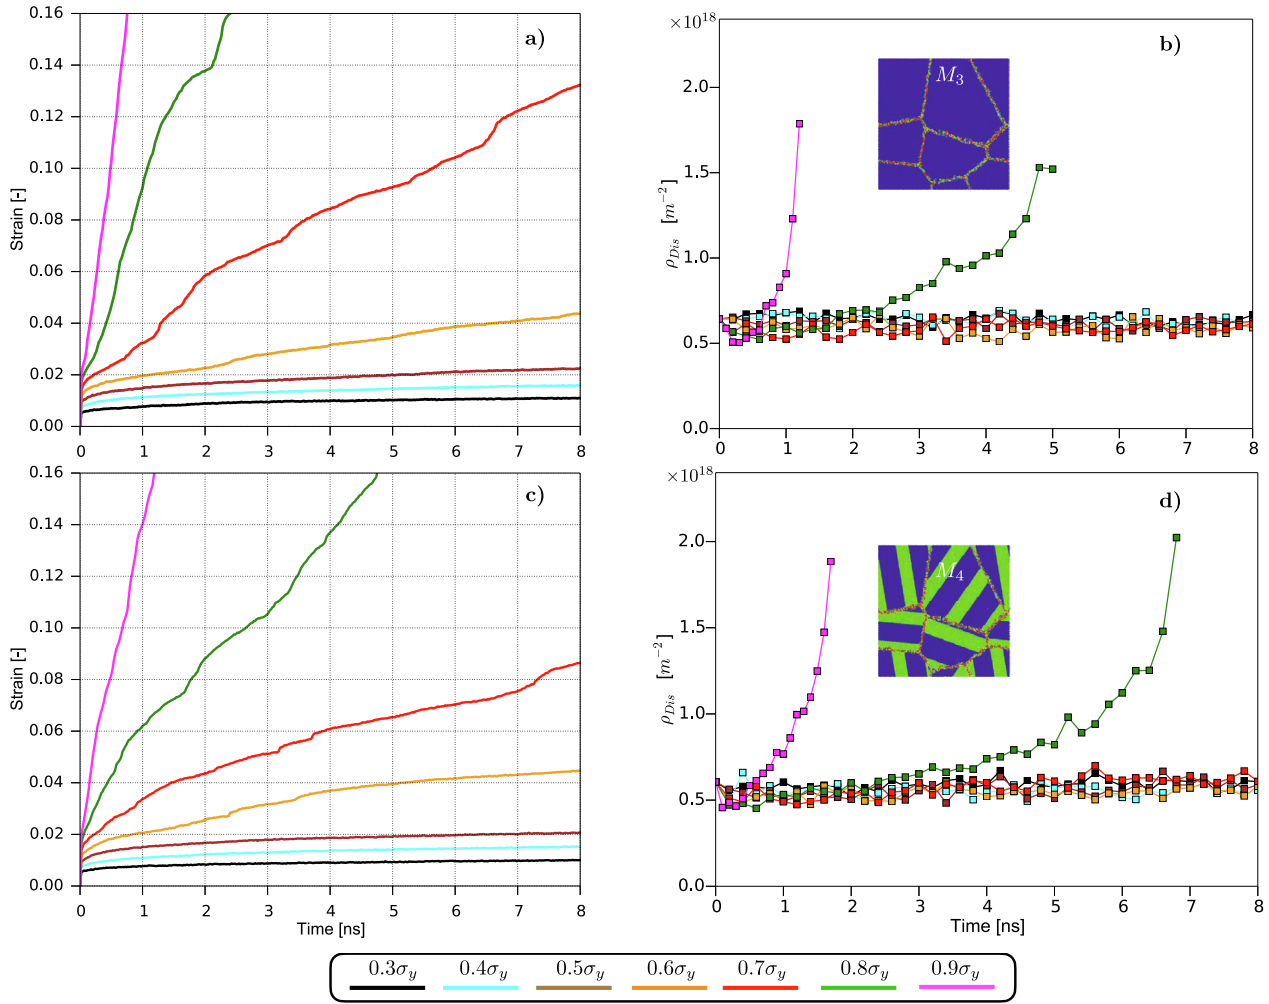 0.16
0.14
0.12
0.10
0.08
0.06
0.04
0.02
0.00
Strain [-]
a)
0 1 2 3 4 5 6 7 8
×10^18
2.0
1.5
1.0
0.5
0.0
ρ_Dis [m^−2]
b)
M_3
0 1 2 3 4 5 6 7 8
0.16
0.14
0.12
0.10
0.08
0.06
0.04
0.02
0.00
Strain [-]
c)
0 1 2 3 4 5 6 7 8
Time [ns]
×10^18
2.0
1.5
1.0
0.5
0.0
ρ_Dis [m^−2]
d)
M_4
0 1 2 3 4 5 6 7 8
Time [ns]
0.3σ_y 0.4σ_y 0.5σ_y 0.6σ_y 0.7σ_y 0.8σ_y 0.9σ_y